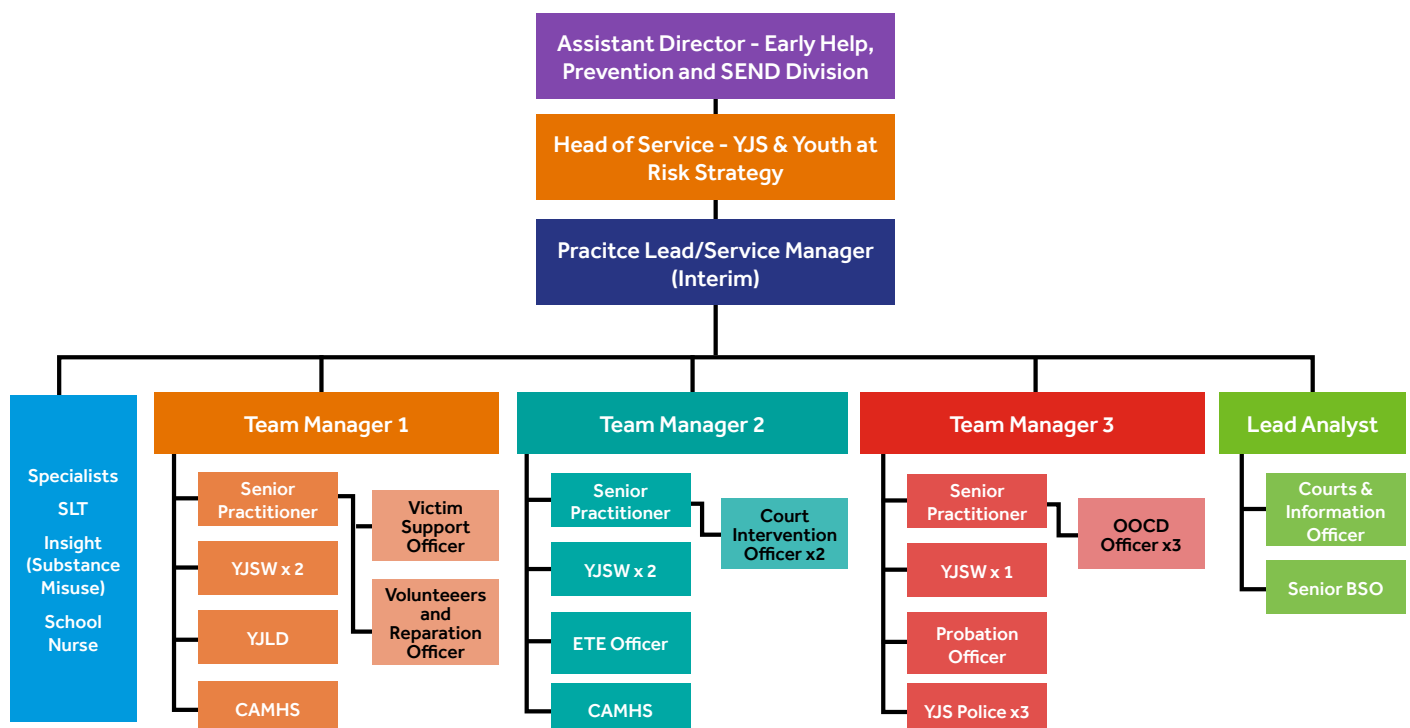 Assistant Director - Early Help,
Prevention and SEND Division
Head of Service - YJS & Youth at
Risk Strategy
Pracitce Lead/Service Manager
(Interim)
Specialists
SLT
Insight
(Substance
Misuse)
School
Nurse
Team Manager 1
Senior
Practitioner
YJSW x 2
YJLD
CAMHS
Victim
Support
Officer
Volunteeers
and
Reparation
Officer
Team Manager 2
Senior
Practitioner
YJSW x 2
ETE Officer
CAMHS
Court
Intervention
Officer x2
Team Manager 3
Senior
Practitioner
YJSW x 1
Probation
Officer
YJS Police x3
OOCD
Officer x3
Lead Analyst
Courts &
Information
Officer
Senior BSO